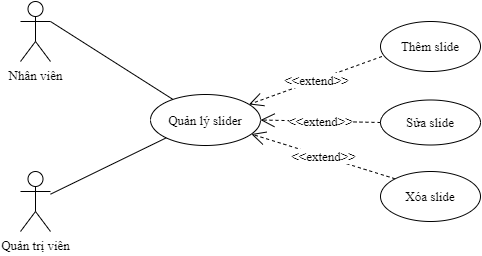 Nhân viên
Quản trị viên
Quản lý slider
<<extend>>
<<extend>>
<<extend>>
Thêm slide
Sửa slide
Xóa slide